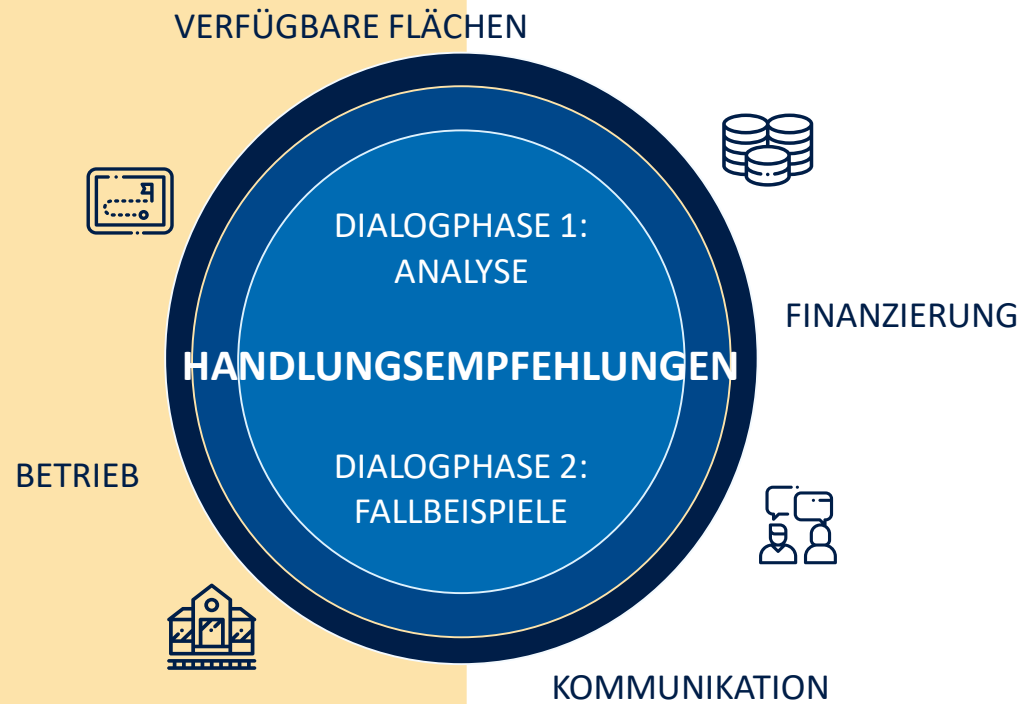 VERFÜGBARE FLÄCHEN
DIALOGPHASE 1:
ANALYSE
FINANZIERUNG
HANDLUNGSEMPFEHLUNGEN
BETRIEB
DIALOGPHASE 2:
FALLBEISPIELE
KOMMUNIKATION